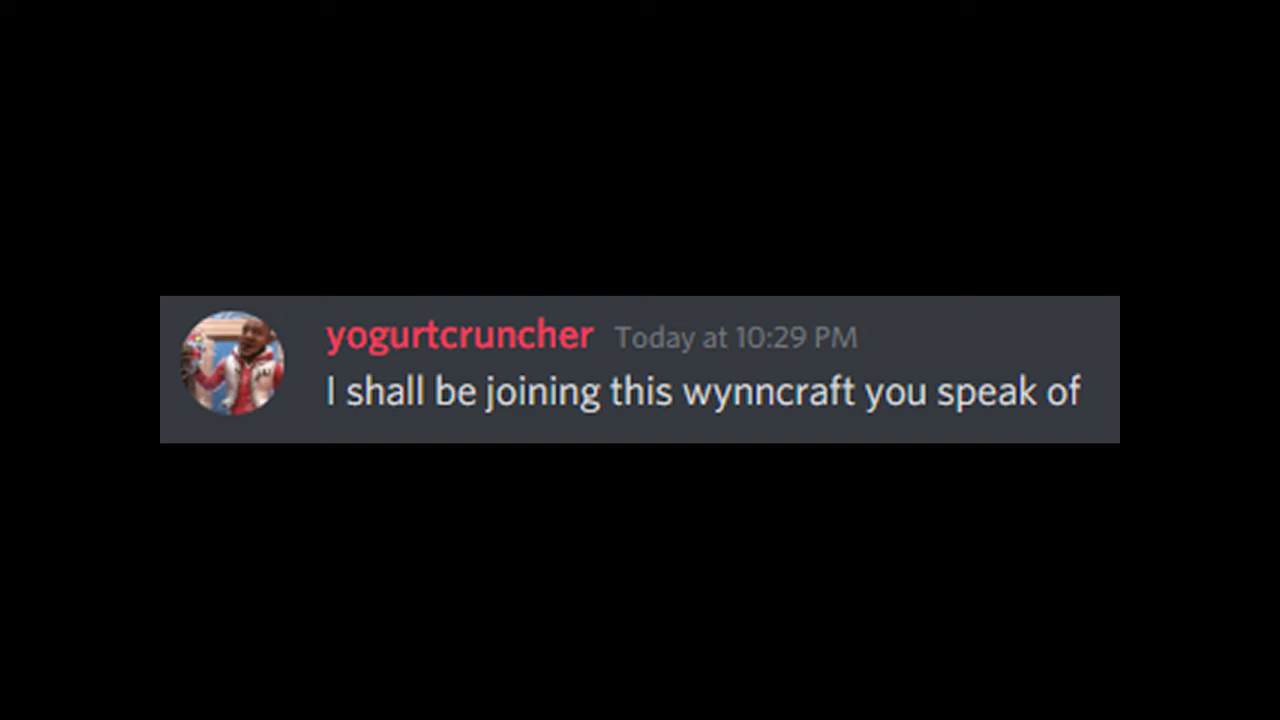 yogurtcruncher Today at 10:29 PM
I shall be joining this wynncraft you speak of